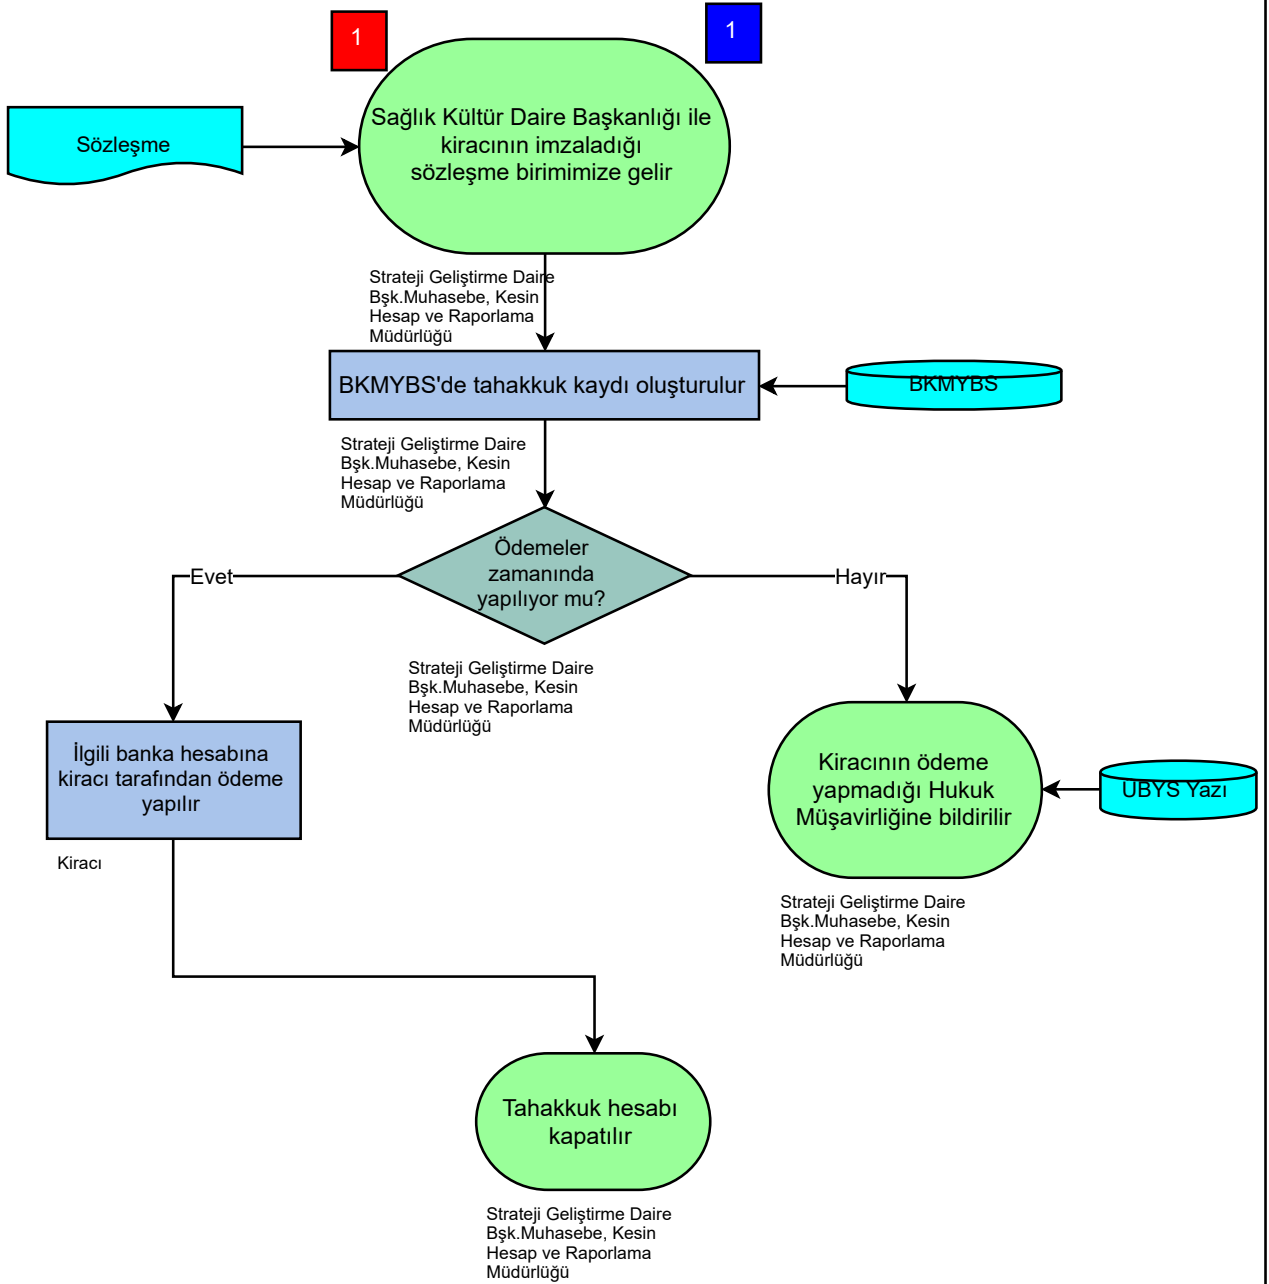 1
1
Sözleşme
Sağlık Kültür Daire Başkanlığı ile
kiracının imzaladığı
sözleşme birimimize gelir
Strateji Geliştirme Daire
Bşk.Muhasebe, Kesin
Hesap ve Raporlama
Müdürlüğü
BKMYBS'de tahakkuk kaydı oluşturulur
BKMYBS
Strateji Geliştirme Daire
Bşk.Muhasebe, Kesin
Hesap ve Raporlama
Müdürlüğü
Ödemeler
zamanında
yapılıyor mu?
Evet
Hayır
Strateji Geliştirme Daire
Bşk.Muhasebe, Kesin
Hesap ve Raporlama
Müdürlüğü
İlgili banka hesabına
kiracı tarafından ödeme
yapılır
Kiracı
Kiracının ödeme
yapmadığı Hukuk
Müşavirliğine bildirilir
UBYS Yazı
Strateji Geliştirme Daire
Bşk.Muhasebe, Kesin
Hesap ve Raporlama
Müdürlüğü
Tahakkuk hesabı
kapatılır
Strateji Geliştirme Daire
Bşk.Muhasebe, Kesin
Hesap ve Raporlama
Müdürlüğü